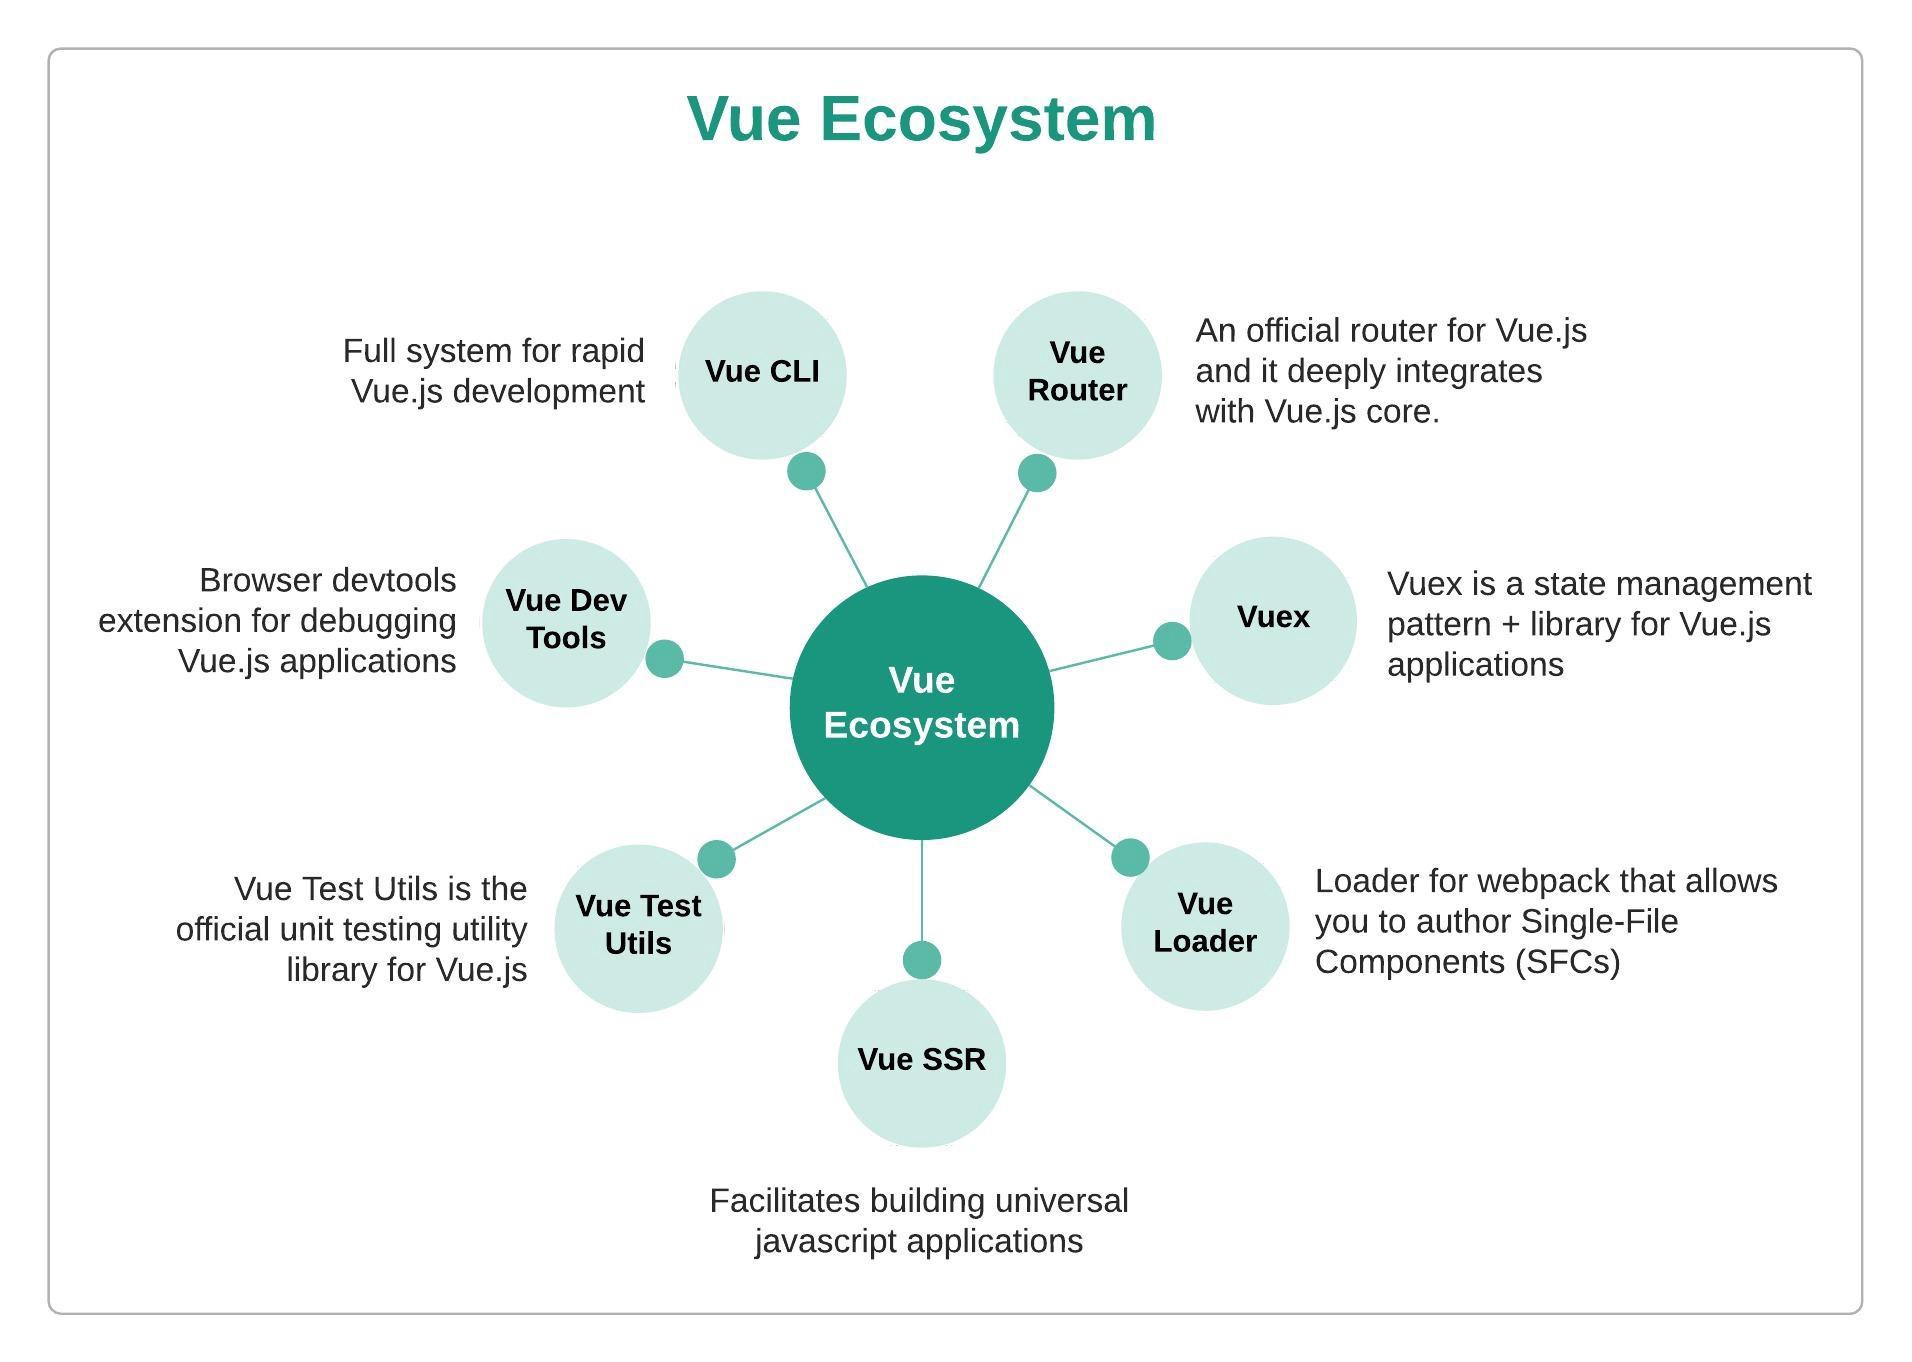 Vue Ecosystem
Full system for rapid
Vue.js development
Vue CLI
Vue
Router
An official router for Vue.js
and it deeply integrates
with Vue.js core.
Browser devtools
extension for debugging
Vue.js applications
Vue Dev
Tools
Vue
Ecosystem
Vuex
Vuex is a state management
pattern + library for Vue.js
applications
Vue Test Utils is the
official unit testing utility
library for Vue.js
Vue Test
Utils
Vue
Loader
Loader for webpack that allows
you to author Single-File
Components (SFCs)
Vue SSR
Facilitates building universal
javascript applications